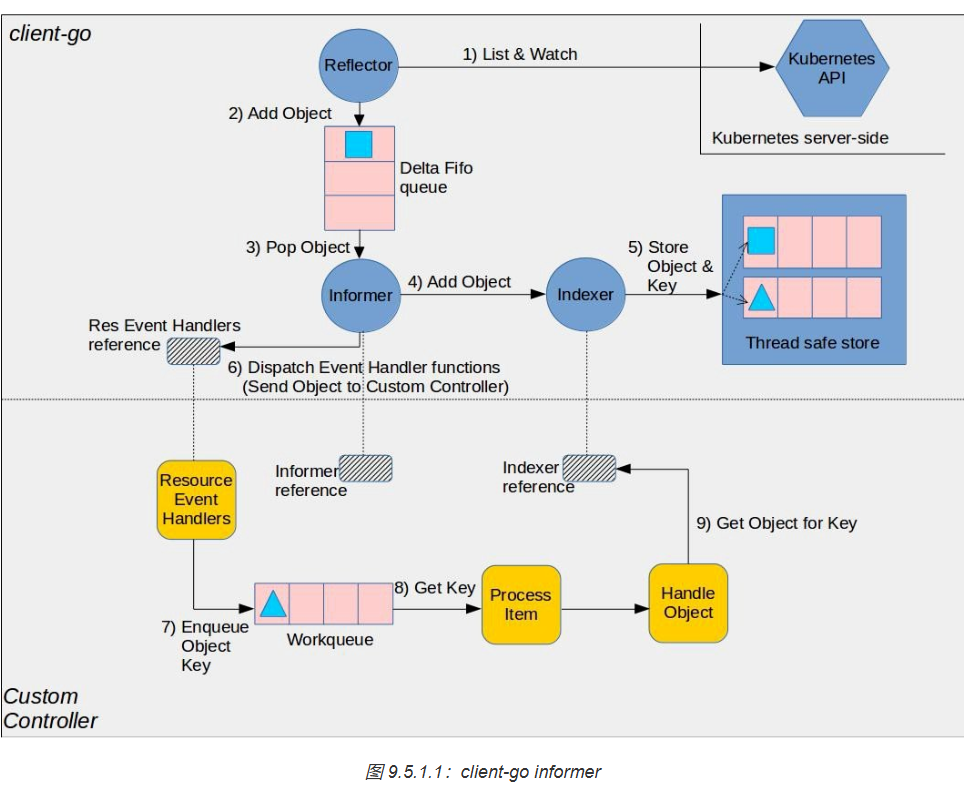 client-go
Reflector
1) List & Watch
Kubernetes
API
Kubernetes server-side
2) Add Object
Delta Fifo
queue
3) Pop Object
Informer
4) Add Object
Indexer
5) Store
Object &
Key
Thread safe store
Res Event Handlers
reference
6) Dispatch Event Handler functions
(Send Object to Custom Controller)
Resource
Event
Handlers
Informer
reference
Indexer
reference
9) Get Object for Key
7) Enqueue
Object
Key
Workqueue
8) Get Key
Process
Item
Handle
Object
Custom
Controller
图 9.5.1.1：client-go informer